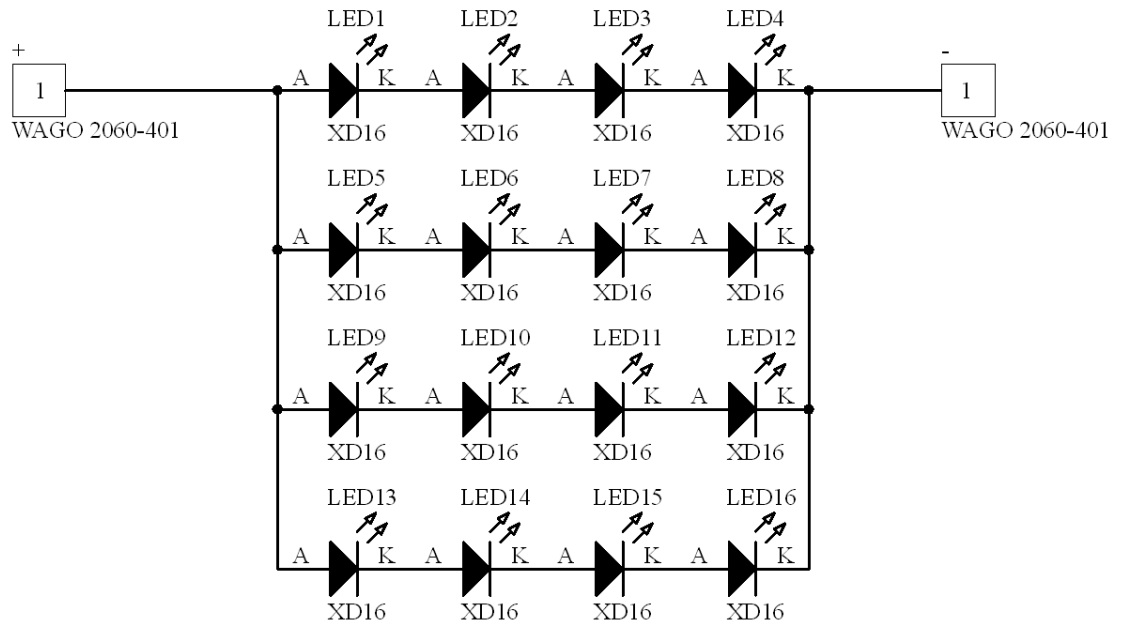 LED1 LED2 LED3 LED4
+ -
1 A K A K A K A K 1
WAGO 2060-401 XD16 XD16 XD16 XD16 WAGO 2060-401
LED5 LED6 LED7 LED8
A K A K A K A K
XD16 XD16 XD16 XD16
LED9 LED10 LED11 LED12
A K A K A K A K
XD16 XD16 XD16 XD16
LED13 LED14 LED15 LED16
A K A K A K A K
XD16 XD16 XD16 XD16